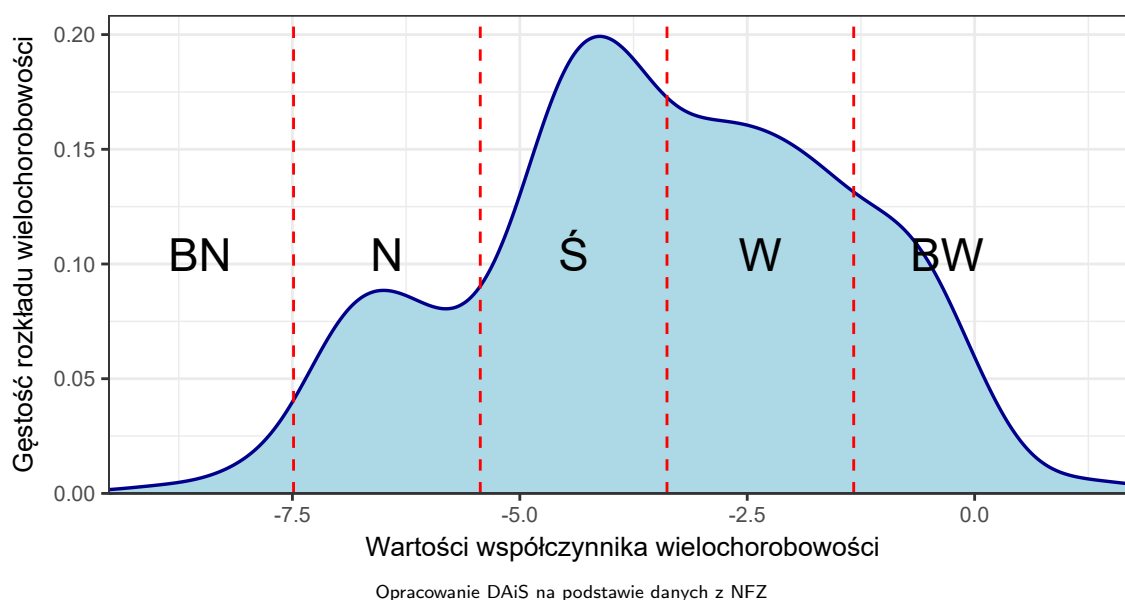 Gęstość rozkładu wielochorobowości
0.20
0.15
0.10
0.05
0.00
BN N Ś W BW
-7.5 -5.0 -2.5 0.0
Wartości współczynnika wielochorobowości
Opracowanie DAiS na podstawie danych z NFZ